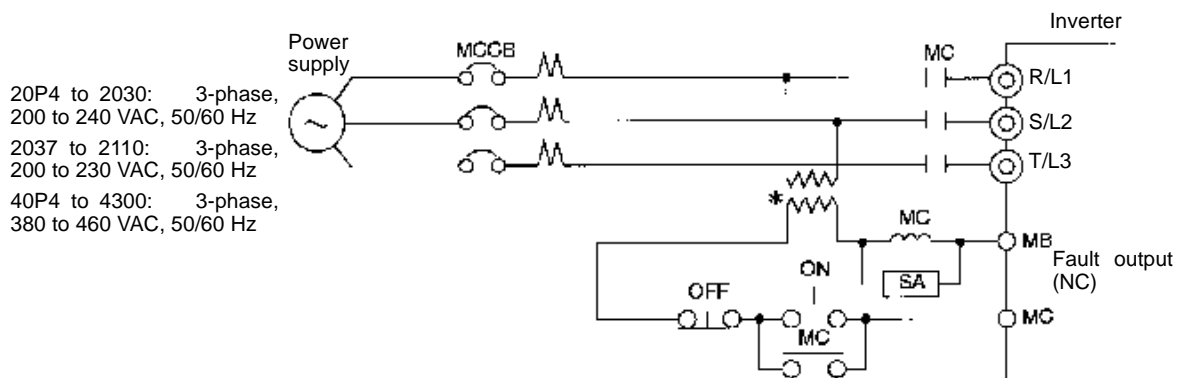 Inverter
Power
supply
MCCB
MC
20P4 to 2030: 3-phase,
200 to 240 VAC, 50/60 Hz
2037 to 2110: 3-phase,
200 to 230 VAC, 50/60 Hz
40P4 to 4300: 3-phase,
380 to 460 VAC, 50/60 Hz
~
R/L1
S/L2
T/L3
*
MC
MB
Fault output
(NC)
ON
SA
OFF
MC
MC